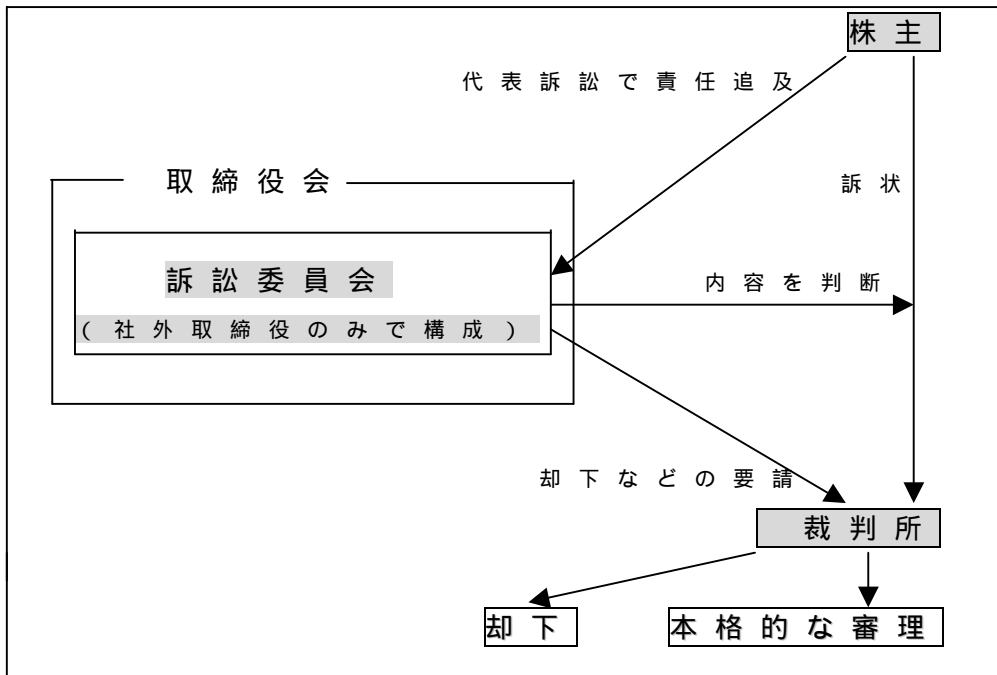 株主
代表訴訟で責任追及
取締役会
訴状
訴訟委員会
内容を判断
(社外取締役のみで構成)
却下などの要請
裁判所
却下
本格的な審理